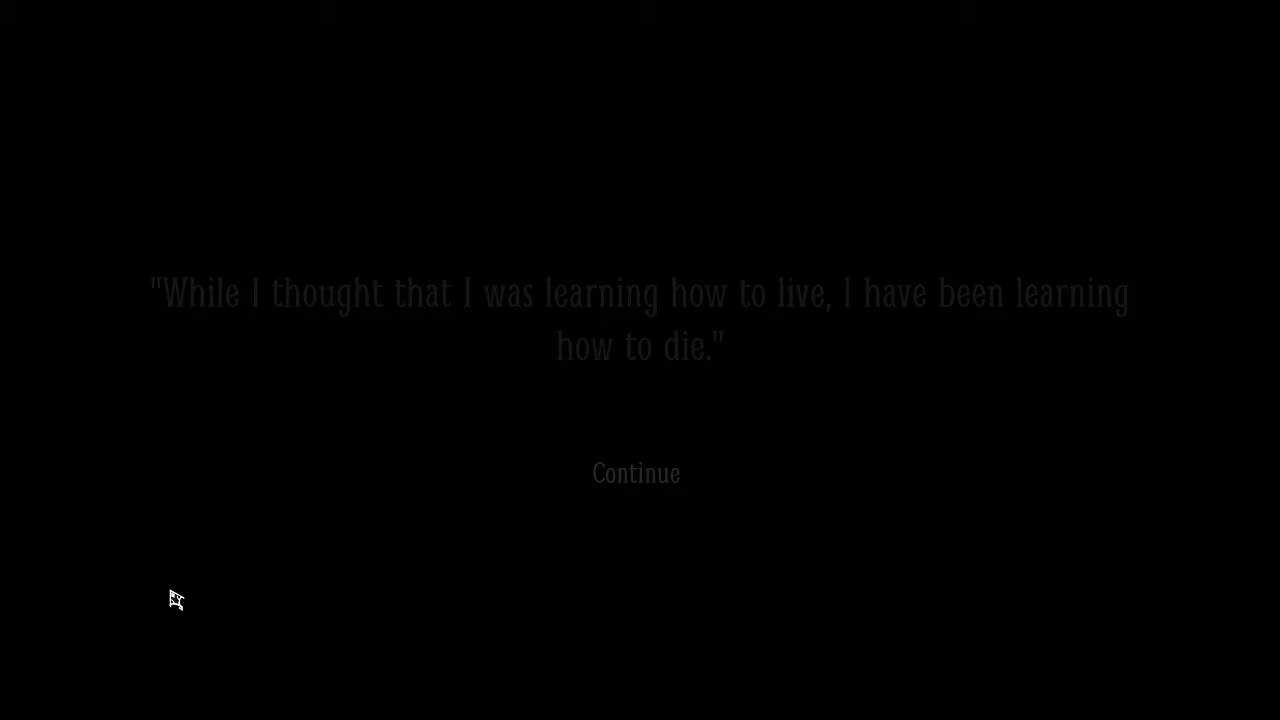 "While I thought that I was learning how to live, I have been learning
how to die."
Continue